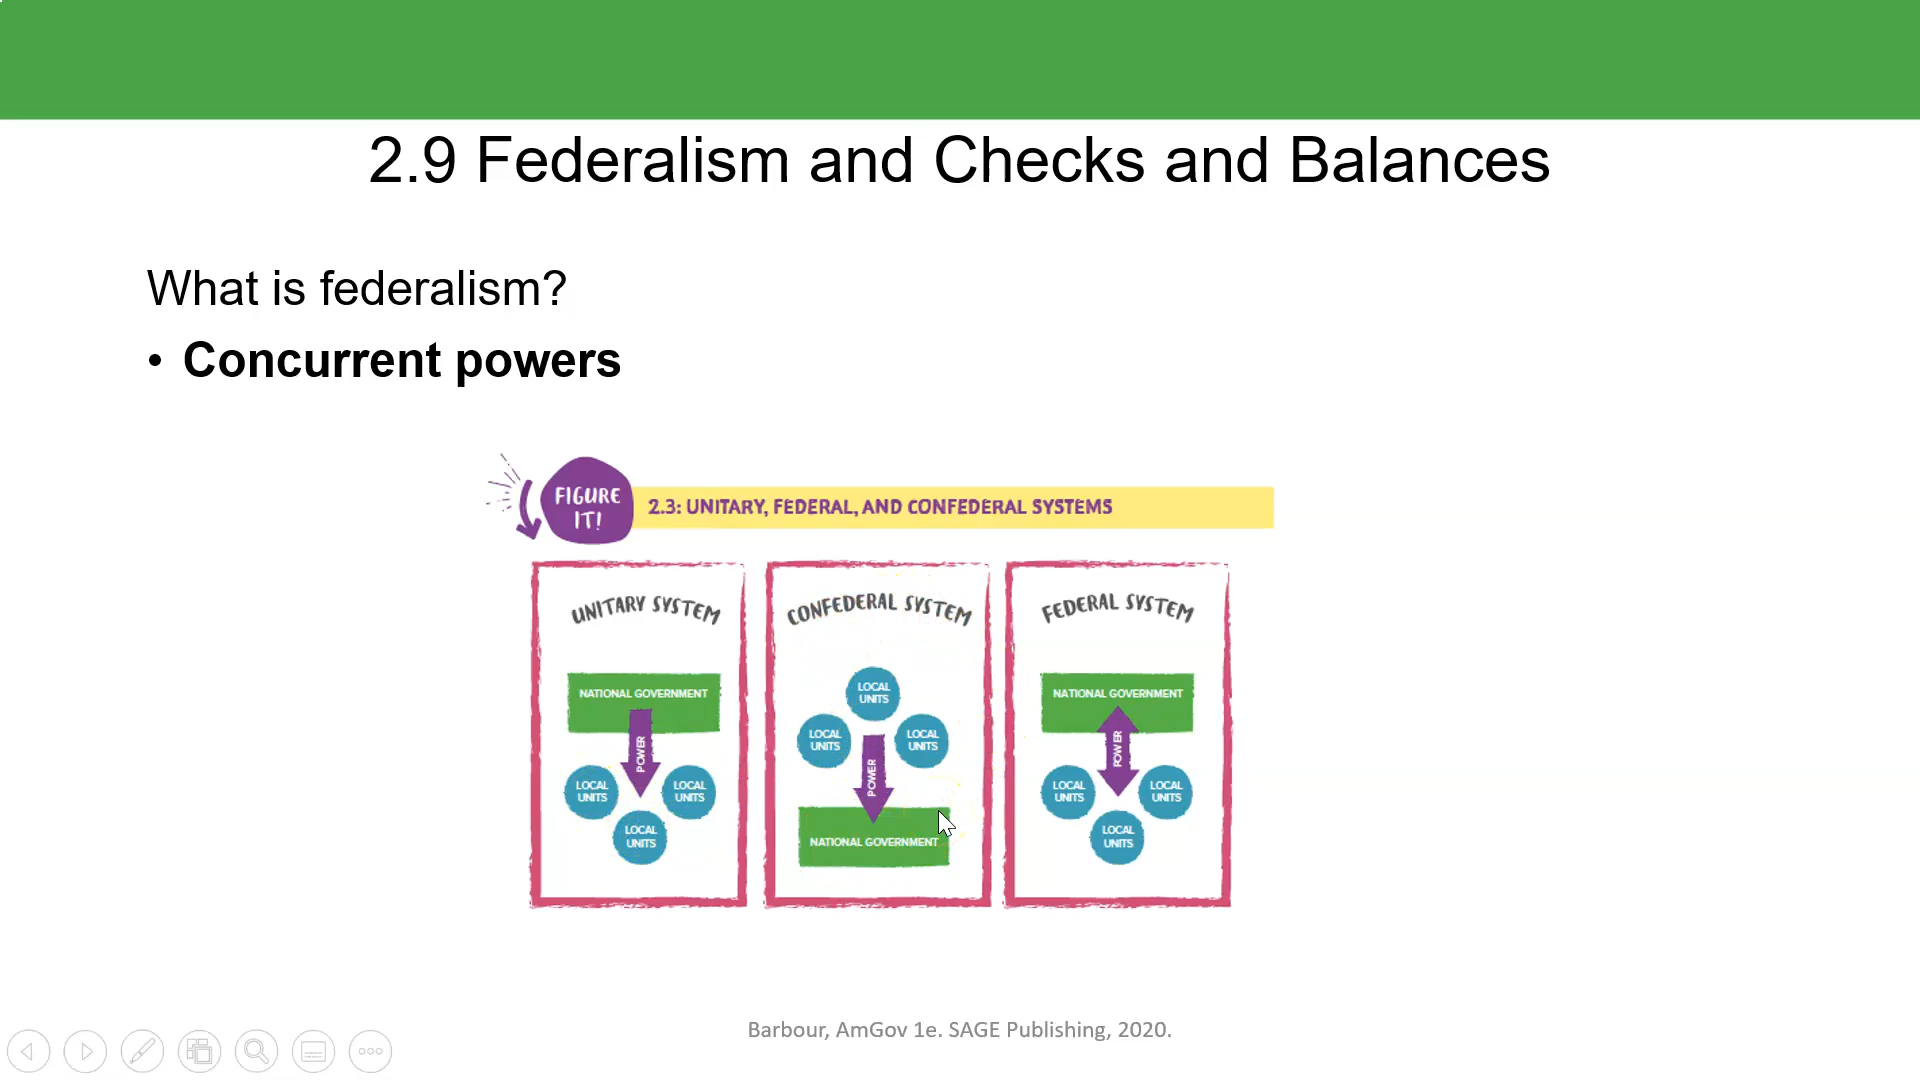 2.9 Federalism and Checks and Balances
What is federalism?
• Concurrent powers
FIGURE
IT!
2.3: UNITARY, FEDERAL, AND CONFEDERAL SYSTEMS
UNITARY SYSTEM
NATIONAL GOVERNMENT
POWER
LOCAL
UNITS
LOCAL
UNITS
LOCAL
UNITS
CONFEDERAL SYSTEM
LOCAL
UNITS
LOCAL
UNITS
LOCAL
UNITS
POWER
NATIONAL GOVERNMENT
FEDERAL SYSTEM
NATIONAL GOVERNMENT
POWER
LOCAL
UNITS
LOCAL
UNITS
LOCAL
UNITS
Barbour, AmGov 1e. SAGE Publishing, 2020.